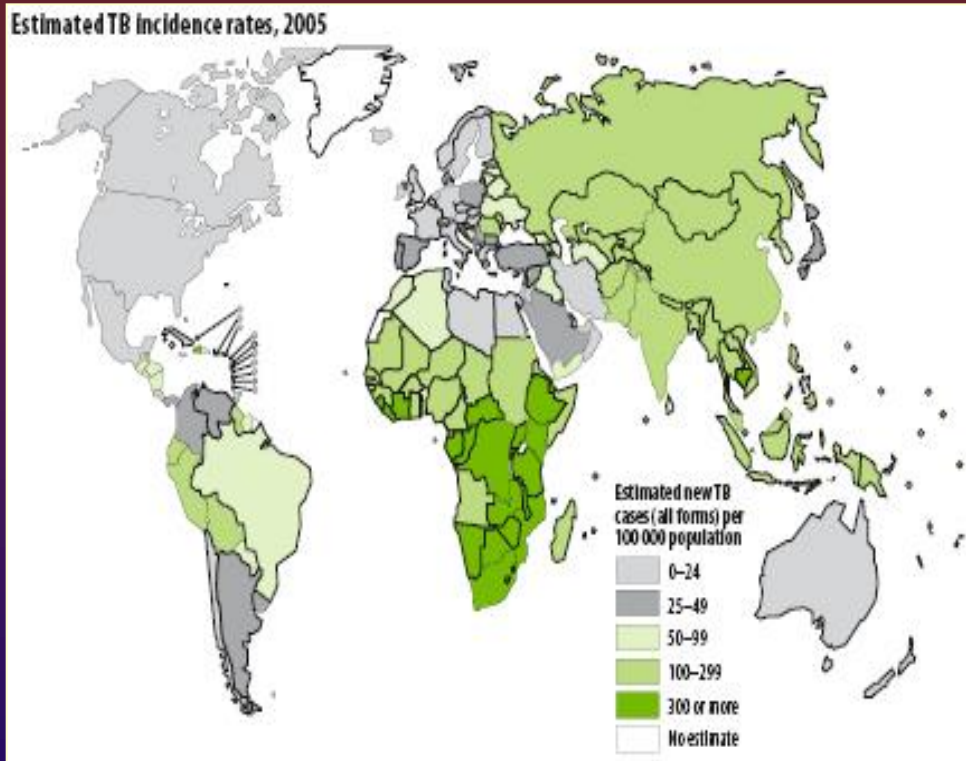 Estimated TB incidence rates, 2005
Estimated new TB
cases (all forms) per
100 000 population
0–24
25–49
50–99
100–299
300 or more
No estimate